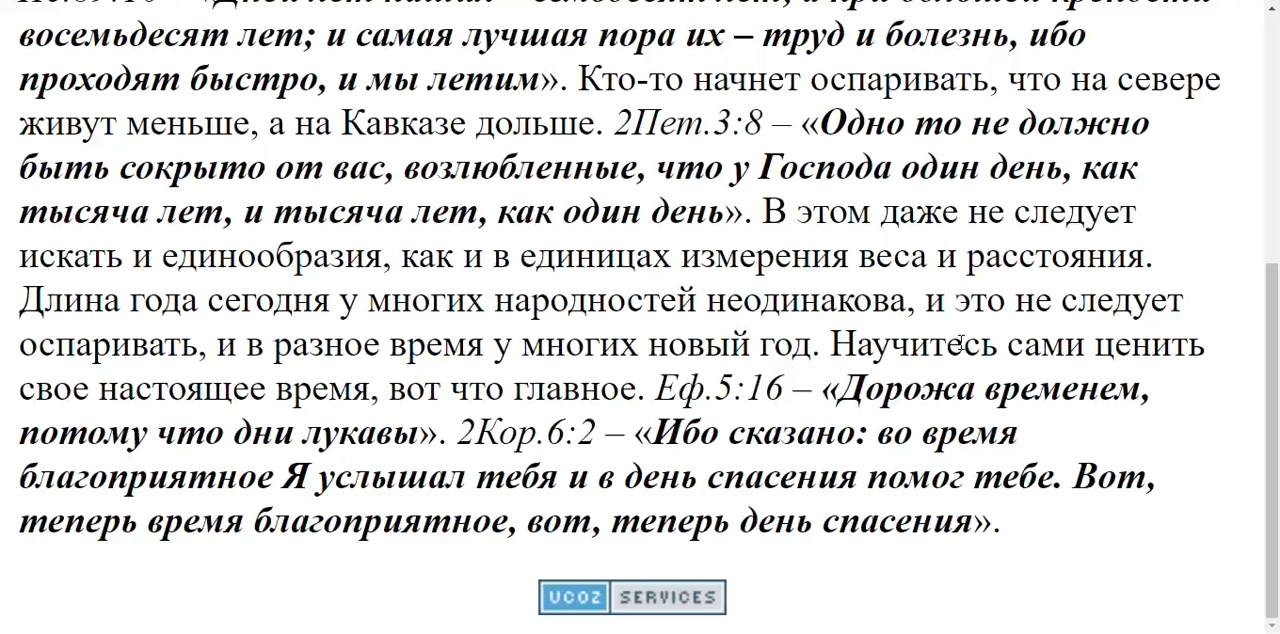 восемьдесят лет; и самая лучшая пора их – труд и болезнь, ибо
проходят быстро, и мы летим». Кто-то начнет оспаривать, что на севере
живут меньше, а на Кавказе дольше. 2Пет.3:8 – «Одно то не должно
быть сокрыто от вас, возлюбленные, что у Господа один день, как
тысяча лет, и тысяча лет, как один день». В этом даже не следует
искать и единообразия, как и в единицах измерения веса и расстояния.
Длина года сегодня у многих народностей неодинакова, и это не следует
оспаривать, и в разное время у многих новый год. Научитесь сами ценить
свое настоящее время, вот что главное. Еф.5:16 – «Дорожа временем,
потому что дни лукавы». 2Кор.6:2 – «Ибо сказано: во время
благоприятное Я услышал тебя и в день спасения помог тебе. Вот,
теперь время благоприятное, вот, теперь день спасения».
UCOZ SERVICES